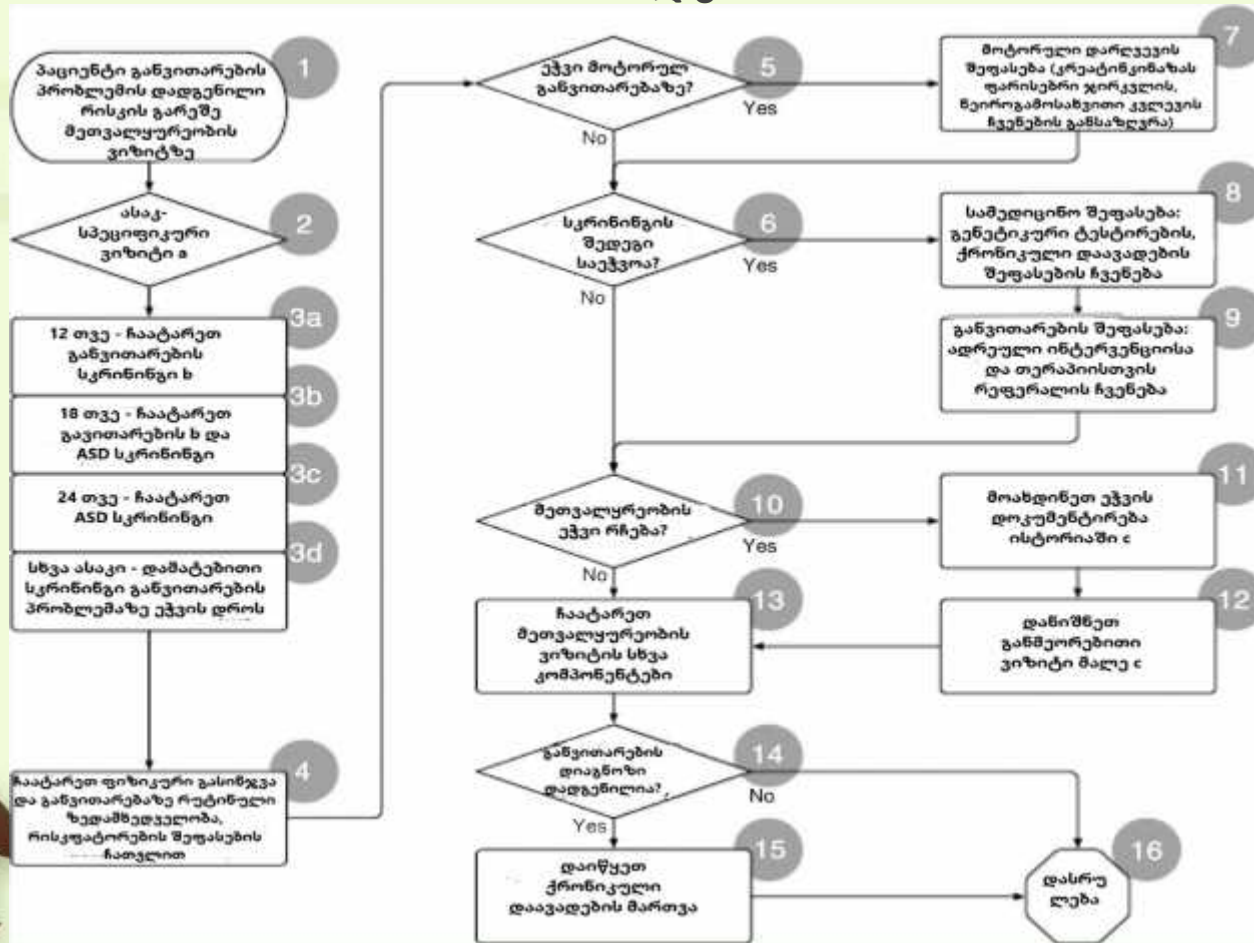 1
პაციენტი განვითარების
პრობლემის დადგენილი
რისკის გარეშე
მეთვალყურეობის
ვიზიტზე
2
ასაკ-
სპეციფიკური
ვიზიტი a
3a
12 თვე - ჩაატარეთ
განვითარების
სკრინინგი b
3b
18 თვე - ჩაატარეთ
გავითარების b და
ASD სკრინინგი
3c
24 თვე - ჩაატარეთ
ASD სკრინინგი
3d
სხვა ასაკი - დამატებითი
სკრინინგი განვითარების
პრობლემაზე ეჭვის დროს
4
ჩაატარეთ ფიზიკური გასინჯვა
და განვითარებაზე რუტინული
ზედამხედველობა,
რისკფატორების შეფასების
ჩათვლით
5
ეჭვი მოტორულ
განვითარებაზე?
Yes
No
7
მოტორული დარღვევის
შეფასება (კრეატინკინაზას
ფარისებრი ჯირკვლის,
ნეიროგამოსახვითი კვლევის
ჩვენების განსაზღვრა)
6
სკრინინგის
შედეგი
საეჭვოა?
Yes
No
8
სამედიცინო შეფასება:
გენეტიკური ტესტირების,
ქრონიკული დაავადების
შეფასების ჩვენება
9
განვითარების შეფასება:
ადრეული ინტერვენციისა
და თერაპიისთვის
რეფერალის ჩვენება
10
მეთვალყრეობის
ეჭვი რჩება?
Yes
No
11
მოახდინეთ ეჭვის
დოკუმენტირება
ისტორიაში c
12
დანიშნეთ
განმეორებითი
ვიზიტი მალე c
13
ჩაატარეთ
მეთვალყურეობის
ვიზიტის სხვა
კომპონენტები
14
განვითარების
დიაგნოზი
დადგენილია?
No
Yes
15
დაიწყეთ
ქრონიკული
დაავადების მართვა
16
დასრუ
ლება